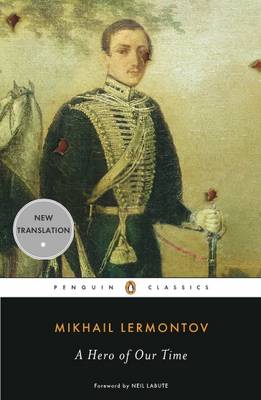 NEW
TRANSLATION
PENGUIN CLASSICS
MIKHAIL LERMONTOV
A Hero of Our Time
Foreword by NEIL LABUTE